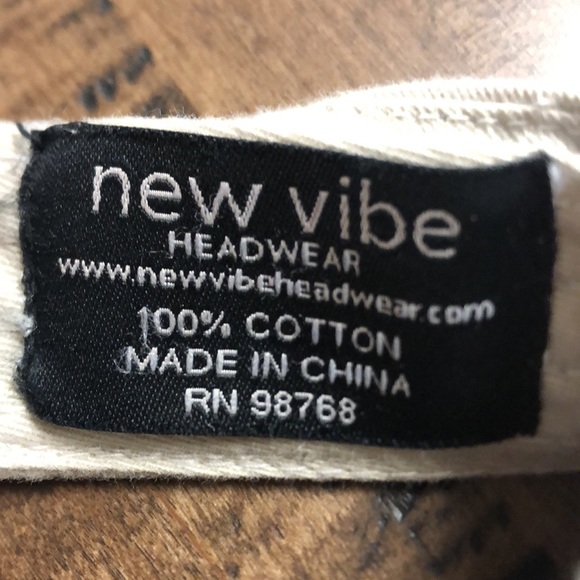 new vibe
HEADWEAR
www.newvibeheadwear.com
100% COTTON
MADE IN CHINA
RN 98768